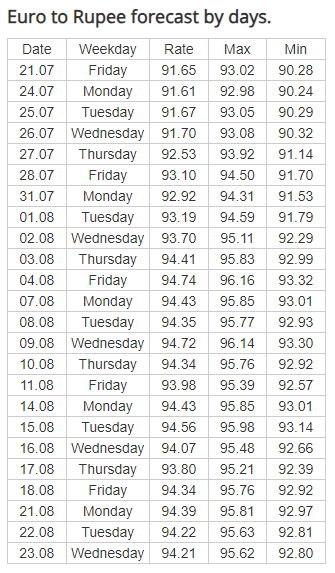 Euro to Rupee forecast by days.
Date Weekday Rate Max Min
21.07 Friday 91.65 93.02 90.28
24.07 Monday 91.61 92.98 90.24
25.07 Tuesday 91.67 93.05 90.29
26.07 Wednesday 91.70 93.08 90.32
27.07 Thursday 92.53 93.92 91.14
28.07 Friday 93.10 94.50 91.70
31.07 Monday 92.92 94.31 91.53
01.08 Tuesday 93.19 94.59 91.79
02.08 Wednesday 93.70 95.11 92.29
03.08 Thursday 94.41 95.83 92.99
04.08 Friday 94.74 96.16 93.32
07.08 Monday 94.43 95.85 93.01
08.08 Tuesday 94.35 95.77 92.93
09.08 Wednesday 94.72 96.14 93.30
10.08 Thursday 94.34 95.76 92.92
11.08 Friday 93.98 95.39 92.57
14.08 Monday 94.43 95.85 93.01
15.08 Tuesday 94.56 95.98 93.14
16.08 Wednesday 94.07 95.48 92.66
17.08 Thursday 93.80 95.21 92.39
18.08 Friday 94.34 95.76 92.92
21.08 Monday 94.39 95.81 92.97
22.08 Tuesday 94.22 95.63 92.81
23.08 Wednesday 94.21 95.62 92.80